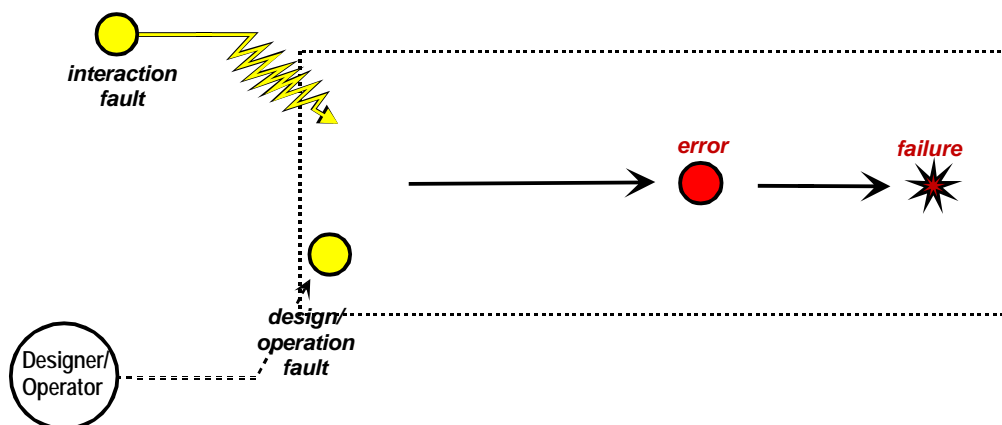 interaction
fault
error
failure
design/
operation
fault
Designer/
Operator